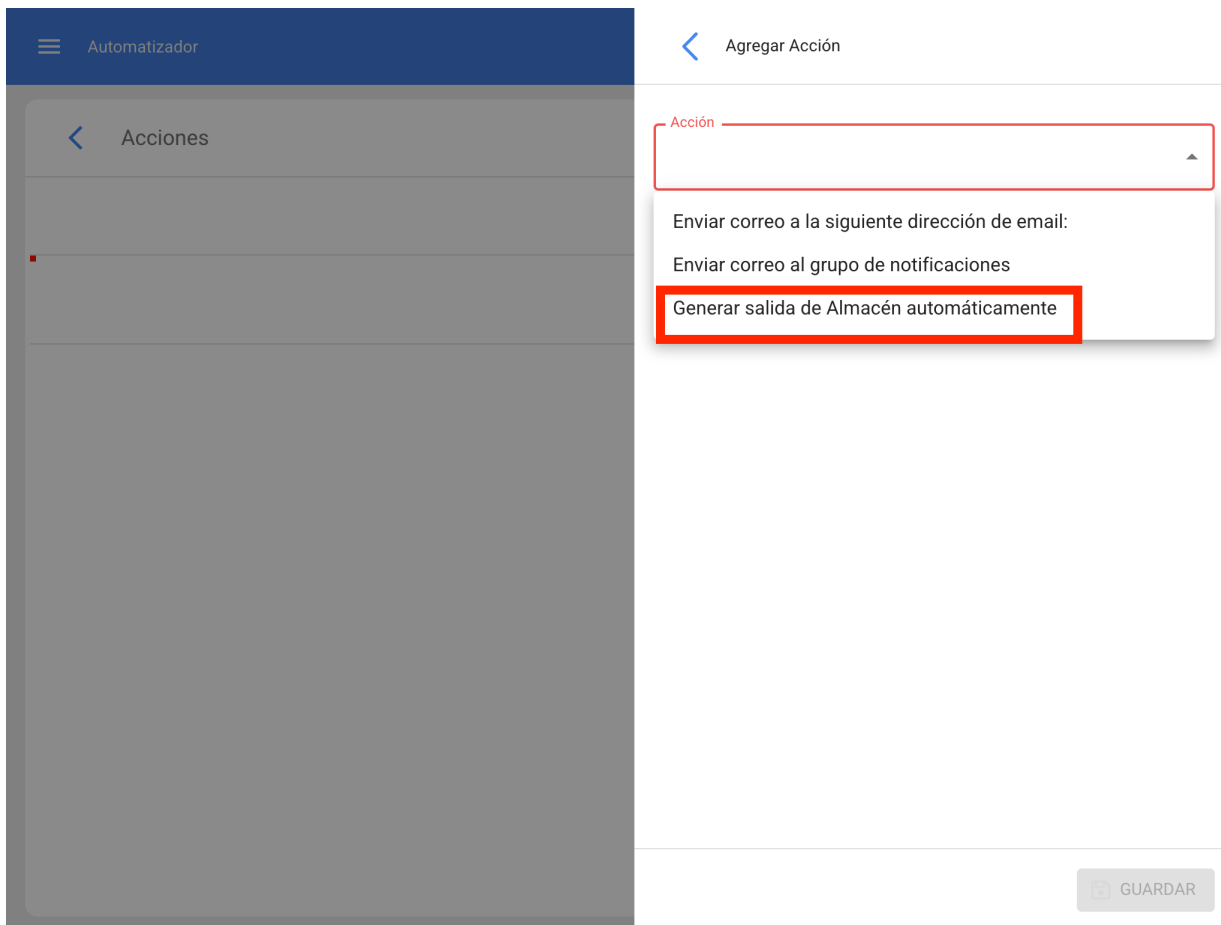 Automatizador
Acciones
Agregar Acción
Acción
Enviar correo a la siguiente dirección de email:
Enviar correo al grupo de notificaciones
Generar salida de Almacén automáticamente
GUARDAR